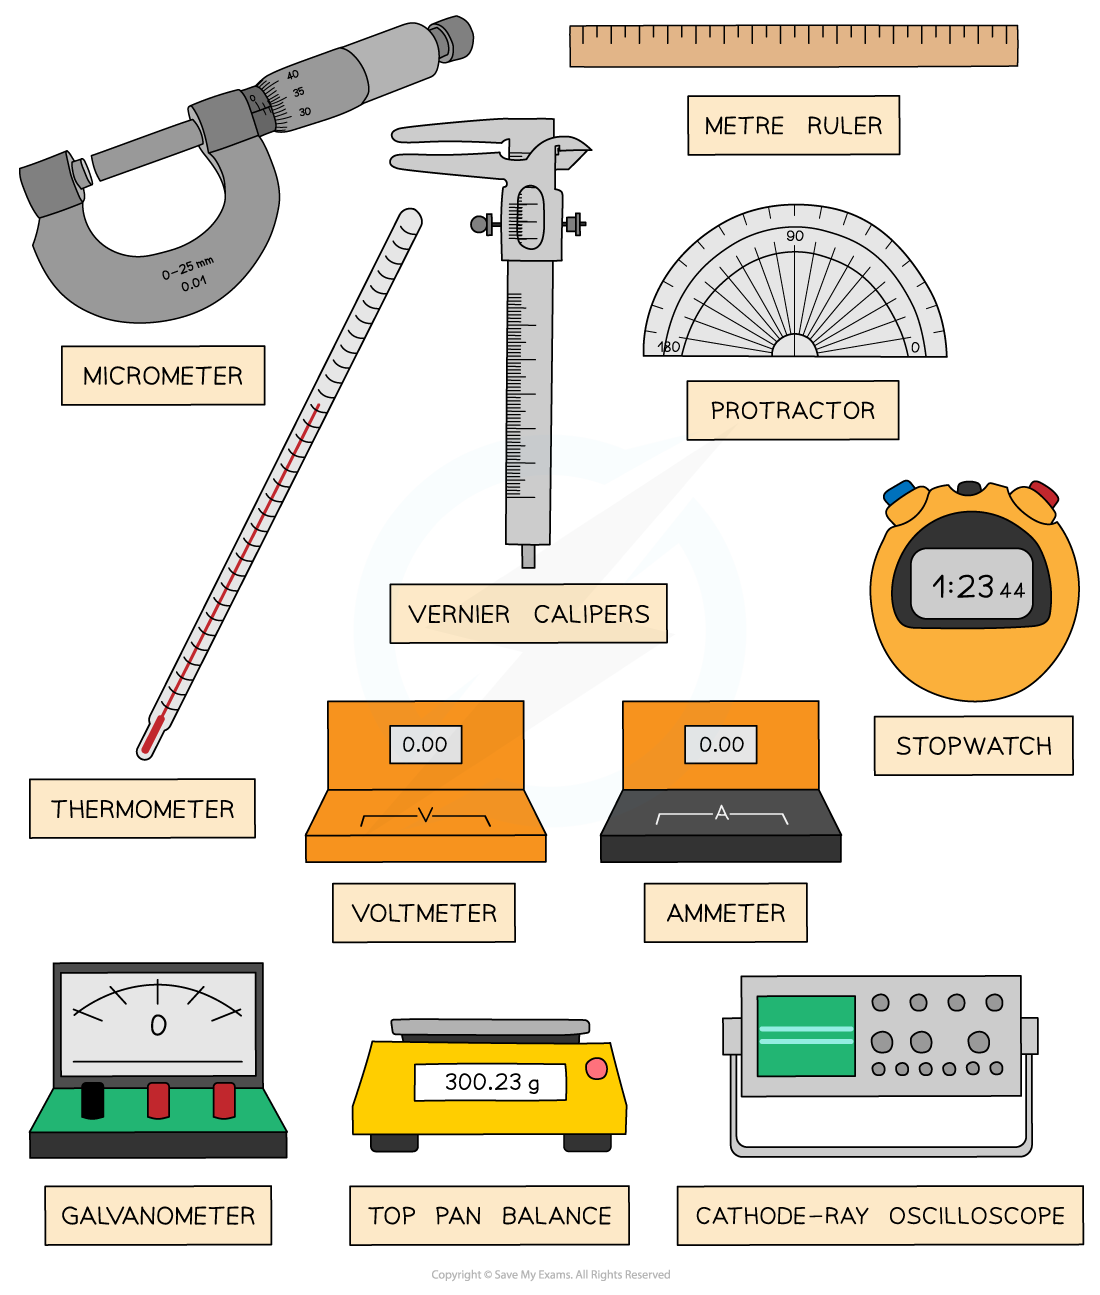 40
35
30
0
0-25 mm
0.01
MICROMETER
METRE RULER
90
180
0
PROTRACTOR
VERNIER CALIPERS
1:23 44
STOPWATCH
THERMOMETER
0.00
V
VOLTMETER
0.00
A
AMMETER
0
GALVANOMETER
300.23 g
TOP PAN BALANCE
CATHODE-RAY OSCILLOSCOPE
Copyright © Save My Exams. All Rights Reserved